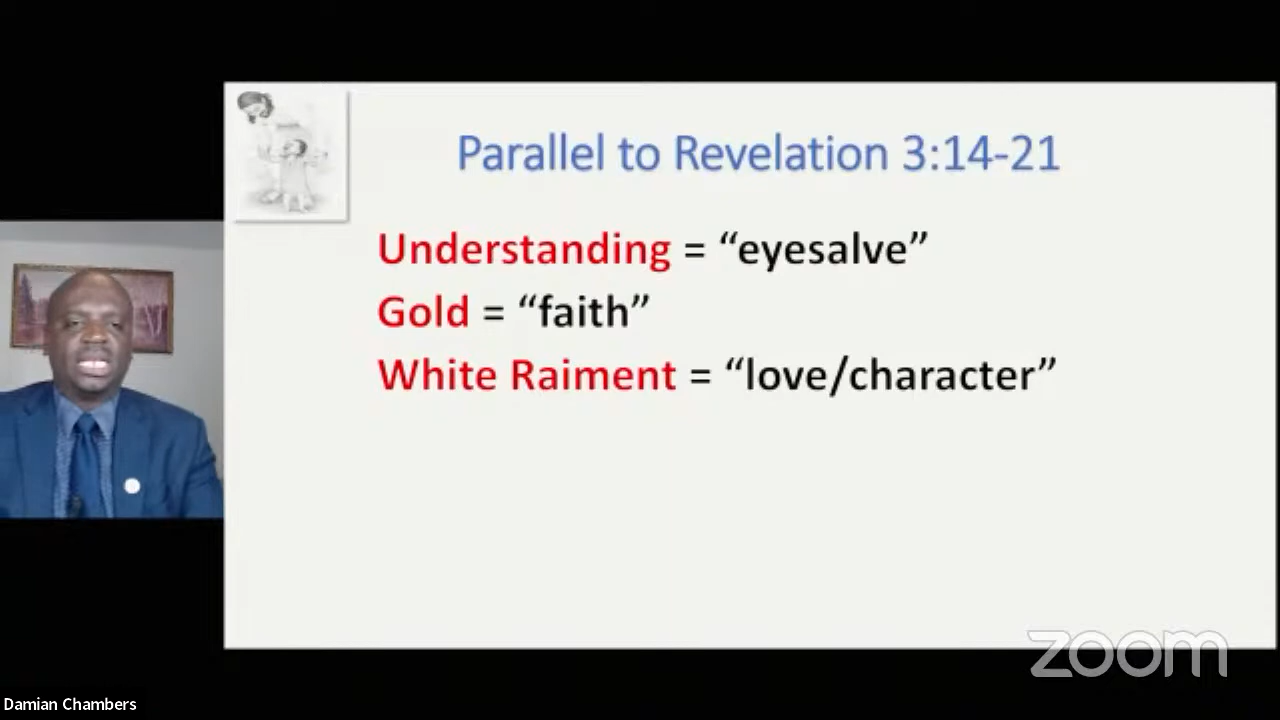 Parallel to Revelation 3:14-21
Understanding = “eyesalve”
Gold = “faith”
White Raiment = “love/character”
zoom
Damian Chambers